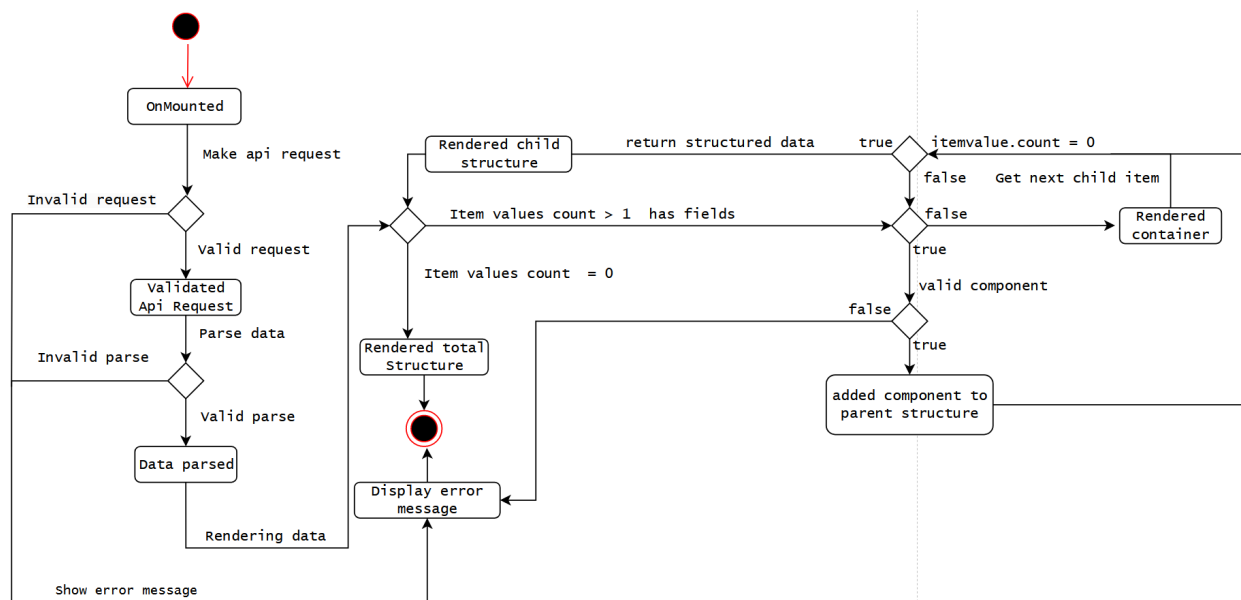 OnMounted
Make api request
Invalid request
Valid request
Validated
Api Request
Parse data
Invalid parse
Valid parse
Data parsed
Rendering data
Show error message
Rendered child
structure
return structured data
true
itemvalue.count = 0
false
Get next child item
Item values count > 1  has fields
false
Rendered
container
true
Item values count  = 0
valid component
false
true
Rendered total
Structure
added component to
parent structure
Display error
message